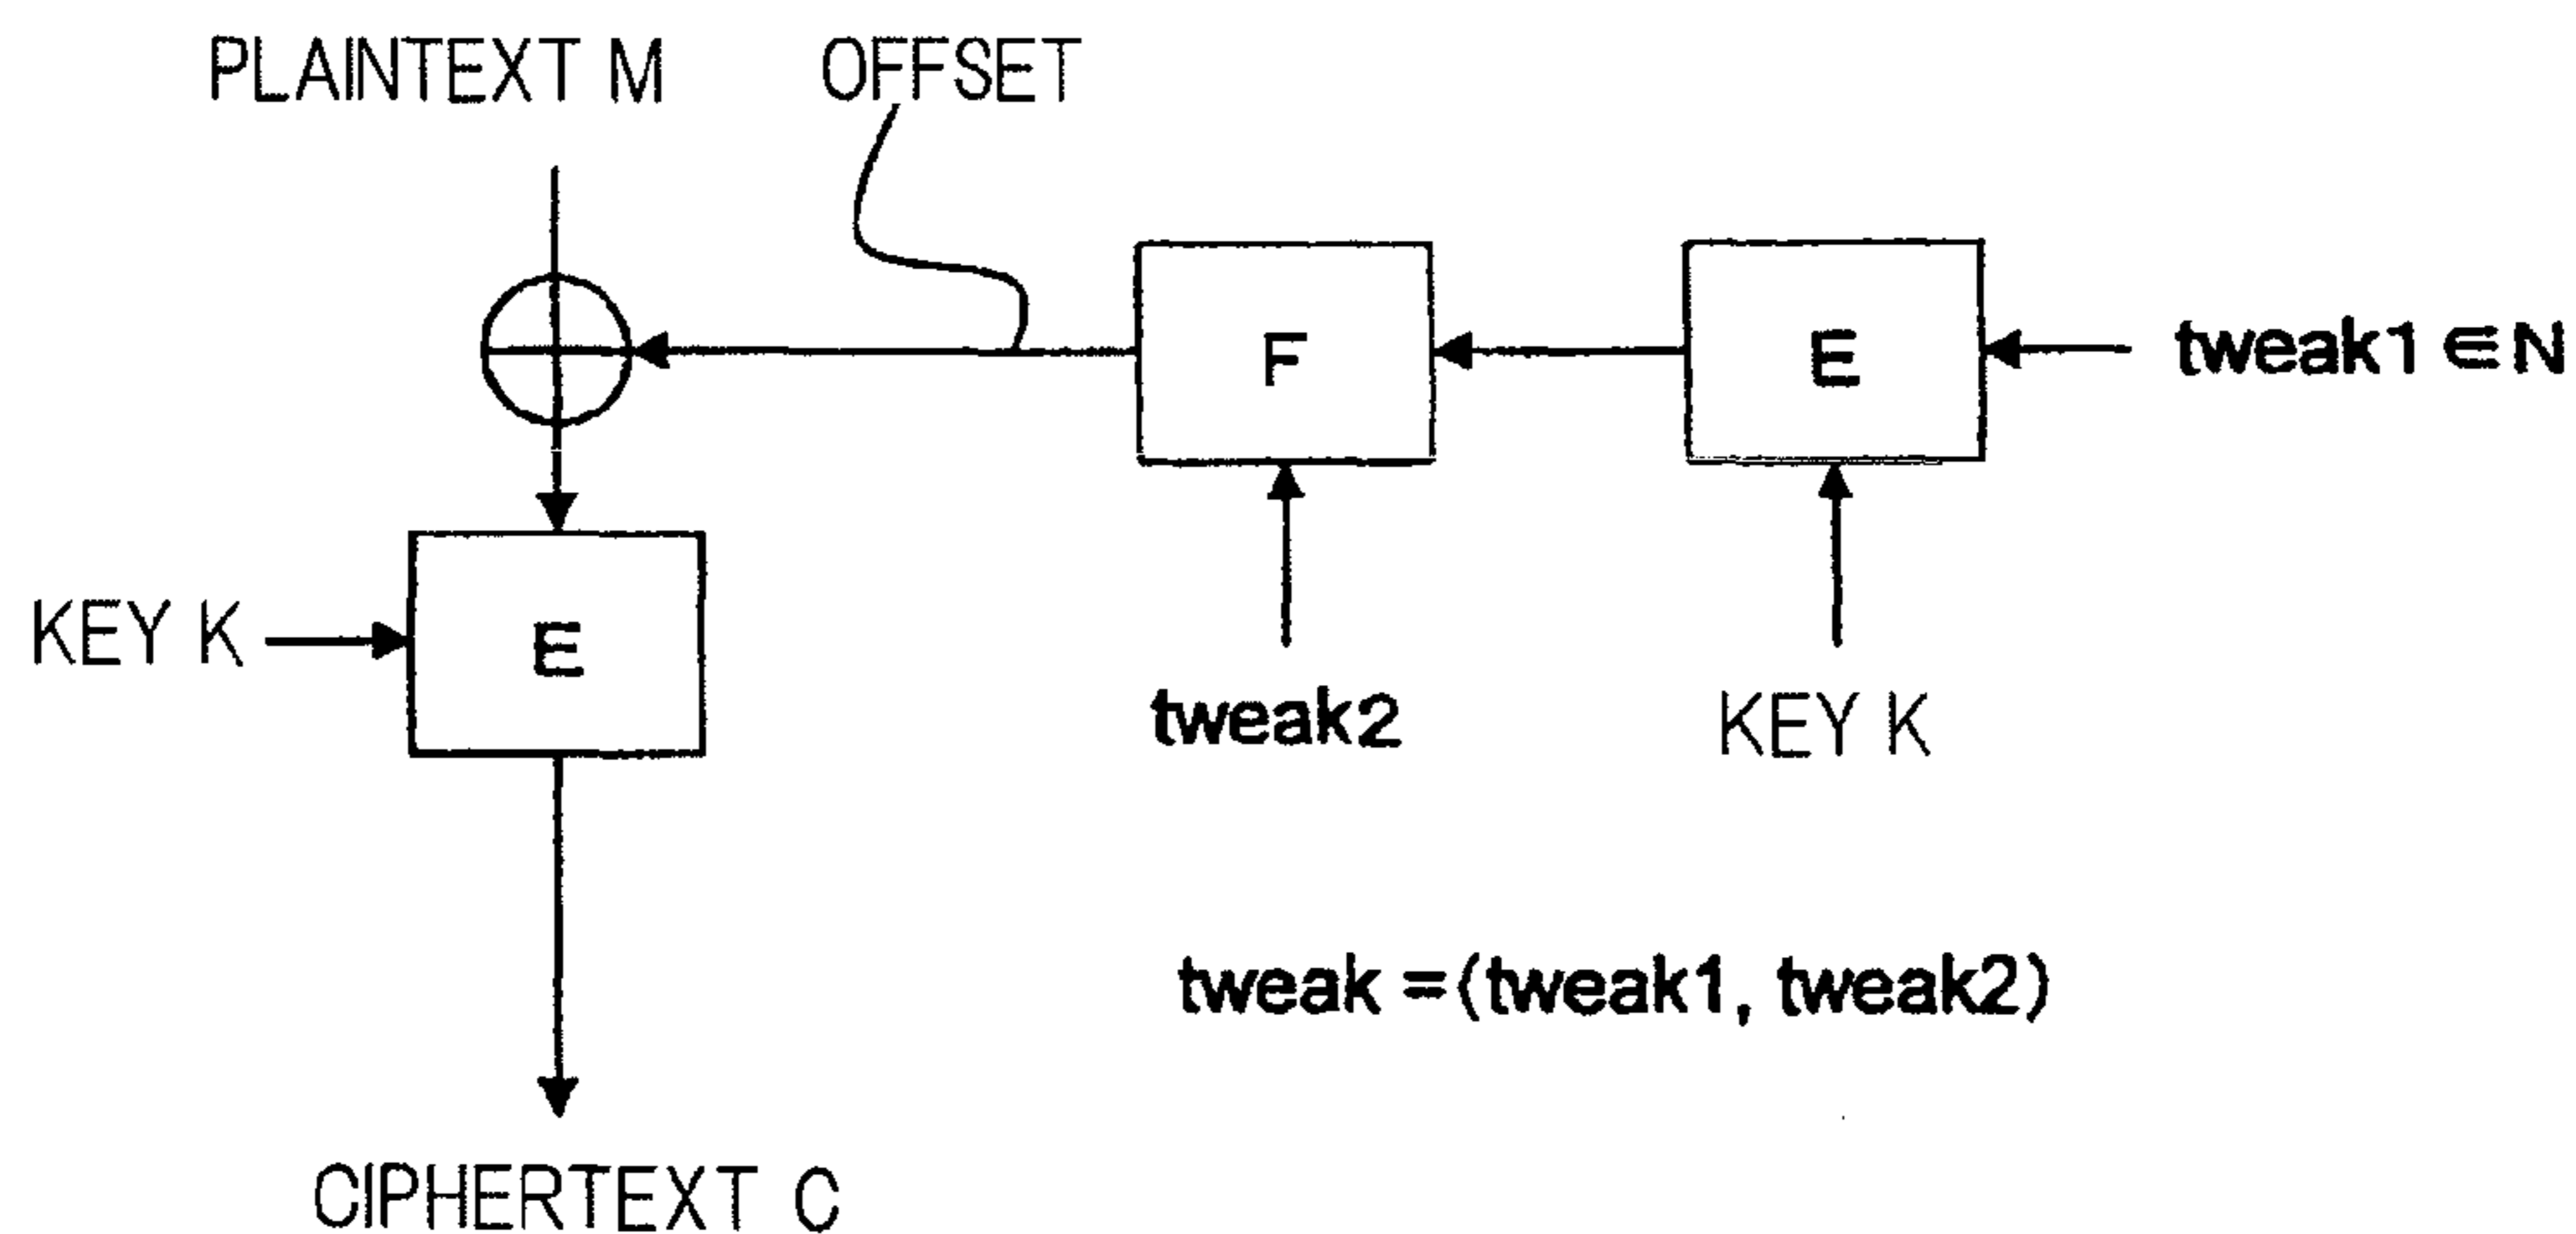 PLAINTEXT M
OFFSET
F
E
tweak1 ∈ N
KEY K
E
tweak2
KEY K
tweak =(tweak1, tweak2)
CIPHERTEXT C